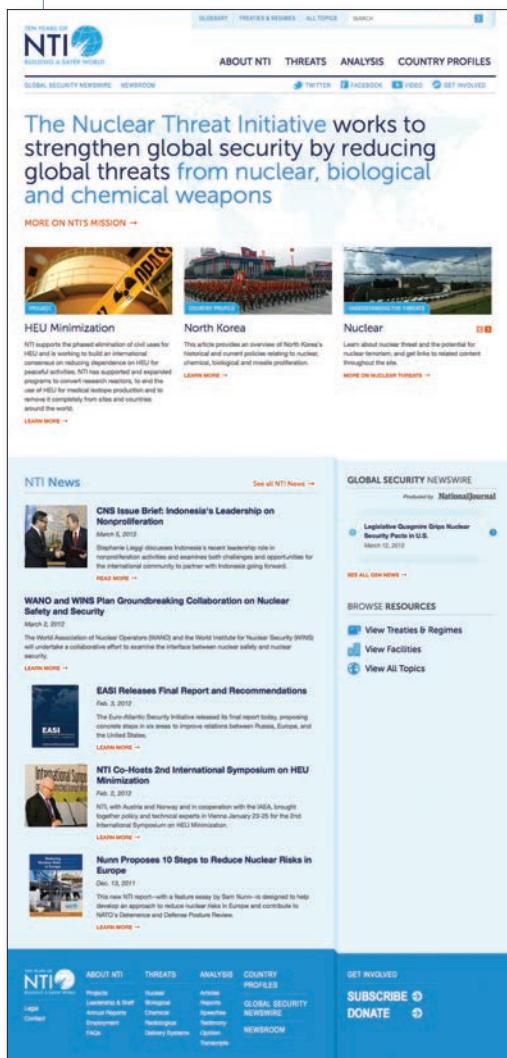 GLOSSARY TREATIES & REGIMES ALL TOPICS SEARCH
TEN YEARS OF
NTI
BUILDING A SAFER WORLD
ABOUT NTI THREATS ANALYSIS COUNTRY PROFILES
GLOBAL SECURITY NEWSWIRE NEWSROOM TWITTER FACEBOOK VIDEO GET INVOLVED
The Nuclear Threat Initiative works to
strengthen global security by reducing
global threats from nuclear, biological
and chemical weapons
MORE ON NTI'S MISSION →
PROJECT
HEU Minimization
NTI supports the phased elimination of civil uses for
HEU and is working to build an international
consensus on reducing dependence on HEU for
peaceful activities. NTI has supported and expanded
programs to convert research reactors, to end the
use of HEU for medical isotope production and to
remove it completely from sites and countries
around the world.
LEARN MORE →
COUNTRY PROFILE
North Korea
This article provides an overview of North Korea's
historical and current policies relating to nuclear,
chemical, biological and missile proliferation.
LEARN MORE →
UNDERSTANDING THE THREATS
Nuclear
Learn about nuclear threat and the potential for
nuclear terrorism, and get links to related content
throughout the site.
MORE ON NUCLEAR THREATS →
NTI News
See all NTI News →
CNS Issue Brief: Indonesia's Leadership on
Nonproliferation
March 5, 2012
Stephanie Lieggi discusses Indonesia's recent leadership role in
nonproliferation activities and examines both challenges and opportunities for
the international community to partner with Indonesia going forward.
READ MORE →
WANO and WINS Plan Groundbreaking Collaboration on Nuclear
Safety and Security
March 2, 2012
The World Association of Nuclear Operators (WANO) and the World Institute for Nuclear Security (WINS)
will undertake a collaborative effort to examine the interface between nuclear safety and nuclear
security.
LEARN MORE →
EASI
EASI Releases Final Report and Recommendations
Feb. 3, 2012
The Euro-Atlantic Security Initiative released its final report today, proposing
concrete steps in six areas to improve relations between Russia, Europe, and
the United States.
LEARN MORE →
International Symp
NTI Co-Hosts 2nd International Symposium on HEU
Minimization
Feb. 2, 2012
NTI, with Austria and Norway and in cooperation with the IAEA, brought
together policy and technical experts in Vienna January 23-25 for the 2nd
International Symposium on HEU Minimization.
LEARN MORE →
Reducing
Nuclear Risks
in Europe
Nunn Proposes 10 Steps to Reduce Nuclear Risks in
Europe
Dec. 13, 2011
This new NTI report--with a feature essay by Sam Nunn--is designed to help
develop an approach to reduce nuclear risks in Europe and contribute to
NATO's Deterrence and Defense Posture Review.
LEARN MORE →
GLOBAL SECURITY NEWSWIRE
Produced by NationalJournal
Legislative Quagmire Grips Nuclear
Security Pacts in U.S.
March 12, 2012
SEE ALL GSN NEWS →
BROWSE RESOURCES
View Treaties & Regimes
View Facilities
View All Topics
TEN YEARS OF
NTI
BUILDING A SAFER WORLD
Legal
Contact
ABOUT NTI
Projects
Leadership & Staff
Annual Reports
Employment
FAQs
THREATS
Nuclear
Biological
Chemical
Radiological
Delivery Systems
ANALYSIS
Articles
Reports
Speeches
Testimony
Opinion
Transcripts
COUNTRY
PROFILES
GLOBAL SECURITY
NEWSWIRE
NEWSROOM
GET INVOLVED
SUBSCRIBE
DONATE